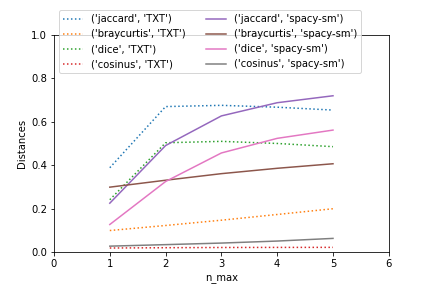 ('jaccard', 'TXT') ('jaccard', 'spacy-sm')
('braycurtis', 'TXT') ('braycurtis', 'spacy-sm')
('dice', 'TXT') ('dice', 'spacy-sm')
('cosinus', 'TXT') ('cosinus', 'spacy-sm')
1.0
0.8
0.6
0.4
0.2
0.0
Distances
0 1 2 3 4 5 6
n_max